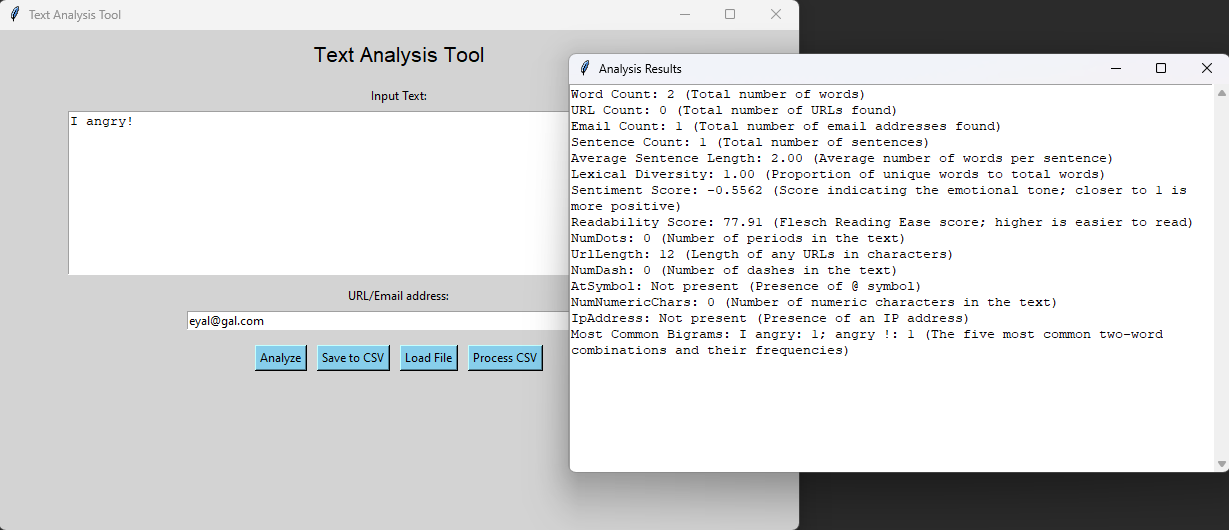 Text Analysis Tool
Text Analysis Tool
Input Text:
I angry!
URL/Email address:
eyal@gal.com
Analyze
Save to CSV
Load File
Process CSV
Analysis Results
Word Count: 2 (Total number of words)
URL Count: 0 (Total number of URLs found)
Email Count: 1 (Total number of email addresses found)
Sentence Count: 1 (Total number of sentences)
Average Sentence Length: 2.00 (Average number of words per sentence)
Lexical Diversity: 1.00 (Proportion of unique words to total words)
Sentiment Score: -0.5562 (Score indicating the emotional tone; closer to 1 is
more positive)
Readability Score: 77.91 (Flesch Reading Ease score; higher is easier to read)
NumDots: 0 (Number of periods in the text)
UrlLength: 12 (Length of any URLs in characters)
NumDash: 0 (Number of dashes in the text)
AtSymbol: Not present (Presence of @ symbol)
NumNumericChars: 0 (Number of numeric characters in the text)
IpAddress: Not present (Presence of an IP address)
Most Common Bigrams: I angry: 1; angry !: 1 (The five most common two-word
combinations and their frequencies)